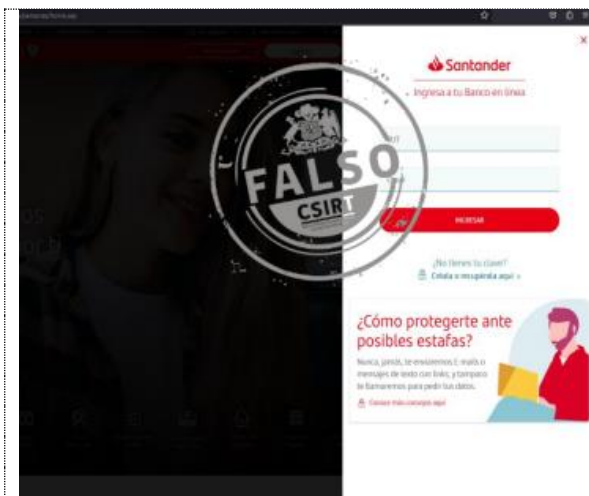 Santander
Ingresa a tu Banco en línea
FALSO
CSIRT
INGRESAR
¿No tienes tu clave?
Créala o recupérala aquí
¿Cómo protegerte ante
posibles estafas?
Nunca, jamás, te enviaremos E-mails o
mensajes de texto con links, y tampoco
te llamaremos para pedir tus datos.
Conoce más consejos aquí